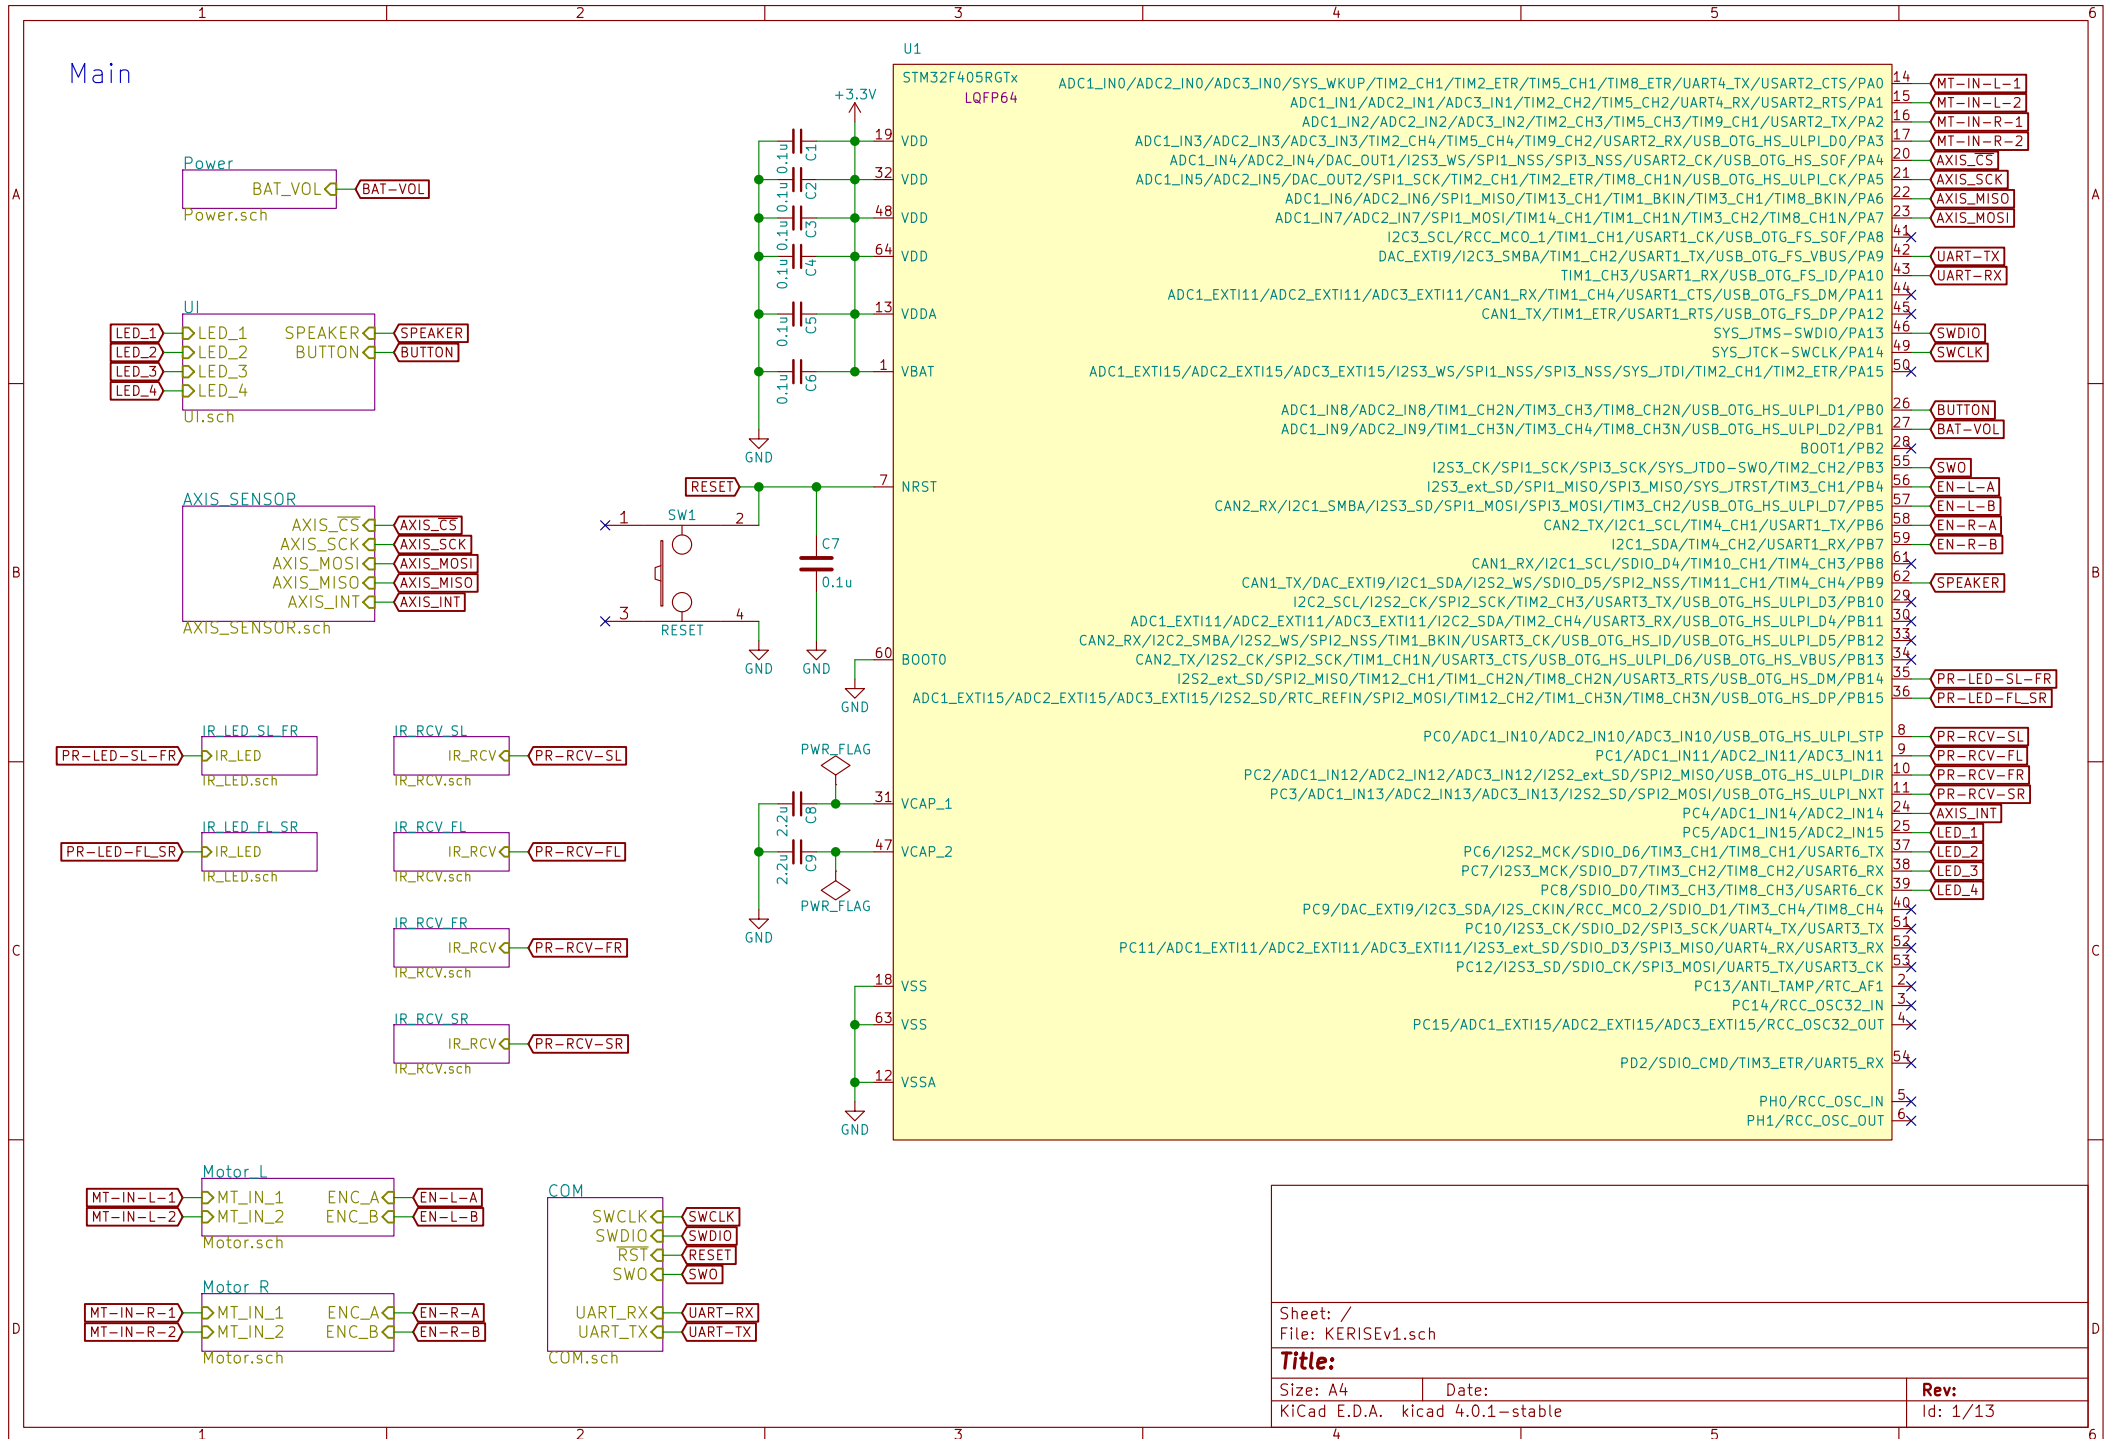 1 2 3 4 5 6
A
B
C
D
Main
Power
BAT_VOL BAT-VOL
Power.sch
UI
LED_1 LED_1 SPEAKER SPEAKER
LED_2 LED_2 BUTTON BUTTON
LED_3 LED_3
LED_4 LED_4
UI.sch
AXIS_SENSOR
AXIS_CS AXIS_CS
AXIS_SCK AXIS_SCK
AXIS_MOSI AXIS_MOSI
AXIS_MISO AXIS_MISO
AXIS_INT AXIS_INT
AXIS_SENSOR.sch
IR_LED_SL_FR
PR-LED-SL-FR IR_LED
IR_LED.sch
IR_LED_FL_SR
PR-LED-FL_SR IR_LED
IR_LED.sch
IR_RCV_SL
IR_RCV PR-RCV-SL
IR_RCV.sch
IR_RCV_FL
IR_RCV PR-RCV-FL
IR_RCV.sch
IR_RCV_FR
IR_RCV PR-RCV-FR
IR_RCV.sch
IR_RCV_SR
IR_RCV PR-RCV-SR
IR_RCV.sch
Motor_L
MT-IN-L-1 MT_IN_1 ENC_A EN-L-A
MT-IN-L-2 MT_IN_2 ENC_B EN-L-B
Motor.sch
Motor_R
MT-IN-R-1 MT_IN_1 ENC_A EN-R-A
MT-IN-R-2 MT_IN_2 ENC_B EN-R-B
Motor.sch
COM
SWCLK SWCLK
SWDIO SWDIO
RST RESET
SWO SWO
UART_RX UART-RX
UART_TX UART-TX
COM.sch
+3.3V
0.1u C1
0.1u C2
0.1u C3
0.1u C4
0.1u C5
0.1u C6
GND
RESET
1 SW1 2
3 4
RESET
C7
0.1u
GND
GND
GND
PWR_FLAG
2.2u C8
2.2u C9
PWR_FLAG
GND
GND
U1
STM32F405RGTx
LQFP64
19 VDD
32 VDD
48 VDD
64 VDD
13 VDDA
1 VBAT
7 NRST
60 BOOT0
31 VCAP_1
47 VCAP_2
18 VSS
63 VSS
12 VSSA
ADC1_IN0/ADC2_IN0/ADC3_IN0/SYS_WKUP/TIM2_CH1/TIM2_ETR/TIM5_CH1/TIM8_ETR/UART4_TX/USART2_CTS/PA0 14 MT-IN-L-1
ADC1_IN1/ADC2_IN1/ADC3_IN1/TIM2_CH2/TIM5_CH2/UART4_RX/USART2_RTS/PA1 15 MT-IN-L-2
ADC1_IN2/ADC2_IN2/ADC3_IN2/TIM2_CH3/TIM5_CH3/TIM9_CH1/USART2_TX/PA2 16 MT-IN-R-1
ADC1_IN3/ADC2_IN3/ADC3_IN3/TIM2_CH4/TIM5_CH4/TIM9_CH2/USART2_RX/USB_OTG_HS_ULPI_D0/PA3 17 MT-IN-R-2
ADC1_IN4/ADC2_IN4/DAC_OUT1/I2S3_WS/SPI1_NSS/SPI3_NSS/USART2_CK/USB_OTG_HS_SOF/PA4 20 AXIS_CS
ADC1_IN5/ADC2_IN5/DAC_OUT2/SPI1_SCK/TIM2_CH1/TIM2_ETR/TIM8_CH1N/USB_OTG_HS_ULPI_CK/PA5 21 AXIS_SCK
ADC1_IN6/ADC2_IN6/SPI1_MISO/TIM13_CH1/TIM1_BKIN/TIM3_CH1/TIM8_BKIN/PA6 22 AXIS_MISO
ADC1_IN7/ADC2_IN7/SPI1_MOSI/TIM14_CH1/TIM1_CH1N/TIM3_CH2/TIM8_CH1N/PA7 23 AXIS_MOSI
I2C3_SCL/RCC_MCO_1/TIM1_CH1/USART1_CK/USB_OTG_FS_SOF/PA8 41
DAC_EXTI9/I2C3_SMBA/TIM1_CH2/USART1_TX/USB_OTG_FS_VBUS/PA9 42 UART-TX
TIM1_CH3/USART1_RX/USB_OTG_FS_ID/PA10 43 UART-RX
ADC1_EXTI11/ADC2_EXTI11/ADC3_EXTI11/CAN1_RX/TIM1_CH4/USART1_CTS/USB_OTG_FS_DM/PA11 44
CAN1_TX/TIM1_ETR/USART1_RTS/USB_OTG_FS_DP/PA12 45
SYS_JTMS-SWDIO/PA13 46 SWDIO
SYS_JTCK-SWCLK/PA14 49 SWCLK
ADC1_EXTI15/ADC2_EXTI15/ADC3_EXTI15/I2S3_WS/SPI1_NSS/SPI3_NSS/SYS_JTDI/TIM2_CH1/TIM2_ETR/PA15 50
ADC1_IN8/ADC2_IN8/TIM1_CH2N/TIM3_CH3/TIM8_CH2N/USB_OTG_HS_ULPI_D1/PB0 26 BUTTON
ADC1_IN9/ADC2_IN9/TIM1_CH3N/TIM3_CH4/TIM8_CH3N/USB_OTG_HS_ULPI_D2/PB1 27 BAT-VOL
BOOT1/PB2 28
I2S3_CK/SPI1_SCK/SPI3_SCK/SYS_JTDO-SWO/TIM2_CH2/PB3 55 SWO
I2S3_ext_SD/SPI1_MISO/SPI3_MISO/SYS_JTRST/TIM3_CH1/PB4 56 EN-L-A
CAN2_RX/I2C1_SMBA/I2S3_SD/SPI1_MOSI/SPI3_MOSI/TIM3_CH2/USB_OTG_HS_ULPI_D7/PB5 57 EN-L-B
CAN2_TX/I2C1_SCL/TIM4_CH1/USART1_TX/PB6 58 EN-R-A
I2C1_SDA/TIM4_CH2/USART1_RX/PB7 59 EN-R-B
CAN1_RX/I2C1_SCL/SDIO_D4/TIM10_CH1/TIM4_CH3/PB8 61
CAN1_TX/DAC_EXTI9/I2C1_SDA/I2S2_WS/SDIO_D5/SPI2_NSS/TIM11_CH1/TIM4_CH4/PB9 62 SPEAKER
I2C2_SCL/I2S2_CK/SPI2_SCK/TIM2_CH3/USART3_TX/USB_OTG_HS_ULPI_D3/PB10 29
ADC1_EXTI11/ADC2_EXTI11/ADC3_EXTI11/I2C2_SDA/TIM2_CH4/USART3_RX/USB_OTG_HS_ULPI_D4/PB11 30
CAN2_RX/I2C2_SMBA/I2S2_WS/SPI2_NSS/TIM1_BKIN/USART3_CK/USB_OTG_HS_ID/USB_OTG_HS_ULPI_D5/PB12 33
CAN2_TX/I2S2_CK/SPI2_SCK/TIM1_CH1N/USART3_CTS/USB_OTG_HS_ULPI_D6/USB_OTG_HS_VBUS/PB13 34
I2S2_ext_SD/SPI2_MISO/TIM12_CH1/TIM1_CH2N/TIM8_CH2N/USART3_RTS/USB_OTG_HS_DM/PB14 35 PR-LED-SL-FR
ADC1_EXTI15/ADC2_EXTI15/ADC3_EXTI15/I2S2_SD/RTC_REFIN/SPI2_MOSI/TIM12_CH2/TIM1_CH3N/TIM8_CH3N/USB_OTG_HS_DP/PB15 36 PR-LED-FL_SR
PC0/ADC1_IN10/ADC2_IN10/ADC3_IN10/USB_OTG_HS_ULPI_STP 8 PR-RCV-SL
PC1/ADC1_IN11/ADC2_IN11/ADC3_IN11 9 PR-RCV-FL
PC2/ADC1_IN12/ADC2_IN12/ADC3_IN12/I2S2_ext_SD/SPI2_MISO/USB_OTG_HS_ULPI_DIR 10 PR-RCV-FR
PC3/ADC1_IN13/ADC2_IN13/ADC3_IN13/I2S2_SD/SPI2_MOSI/USB_OTG_HS_ULPI_NXT 11 PR-RCV-SR
PC4/ADC1_IN14/ADC2_IN14 24 AXIS_INT
PC5/ADC1_IN15/ADC2_IN15 25 LED_1
PC6/I2S2_MCK/SDIO_D6/TIM3_CH1/TIM8_CH1/USART6_TX 37 LED_2
PC7/I2S3_MCK/SDIO_D7/TIM3_CH2/TIM8_CH2/USART6_RX 38 LED_3
PC8/SDIO_D0/TIM3_CH3/TIM8_CH3/USART6_CK 39 LED_4
PC9/DAC_EXTI9/I2C3_SDA/I2S_CKIN/RCC_MCO_2/SDIO_D1/TIM3_CH4/TIM8_CH4 40
PC10/I2S3_CK/SDIO_D2/SPI3_SCK/UART4_TX/USART3_TX 51
PC11/ADC1_EXTI11/ADC2_EXTI11/ADC3_EXTI11/I2S3_ext_SD/SDIO_D3/SPI3_MISO/UART4_RX/USART3_RX 52
PC12/I2S3_SD/SDIO_CK/SPI3_MOSI/UART5_TX/USART3_CK 53
PC13/ANTI_TAMP/RTC_AF1 2
PC14/RCC_OSC32_IN 3
PC15/ADC1_EXTI15/ADC2_EXTI15/ADC3_EXTI15/RCC_OSC32_OUT 4
PD2/SDIO_CMD/TIM3_ETR/UART5_RX 54
PH0/RCC_OSC_IN 5
PH1/RCC_OSC_OUT 6
A
B
C
D
Sheet: /
File: KERISEv1.sch
Title:
Size: A4 Date: Rev:
KiCad E.D.A. kicad 4.0.1-stable Id: 1/13
1 2 3 4 5 6